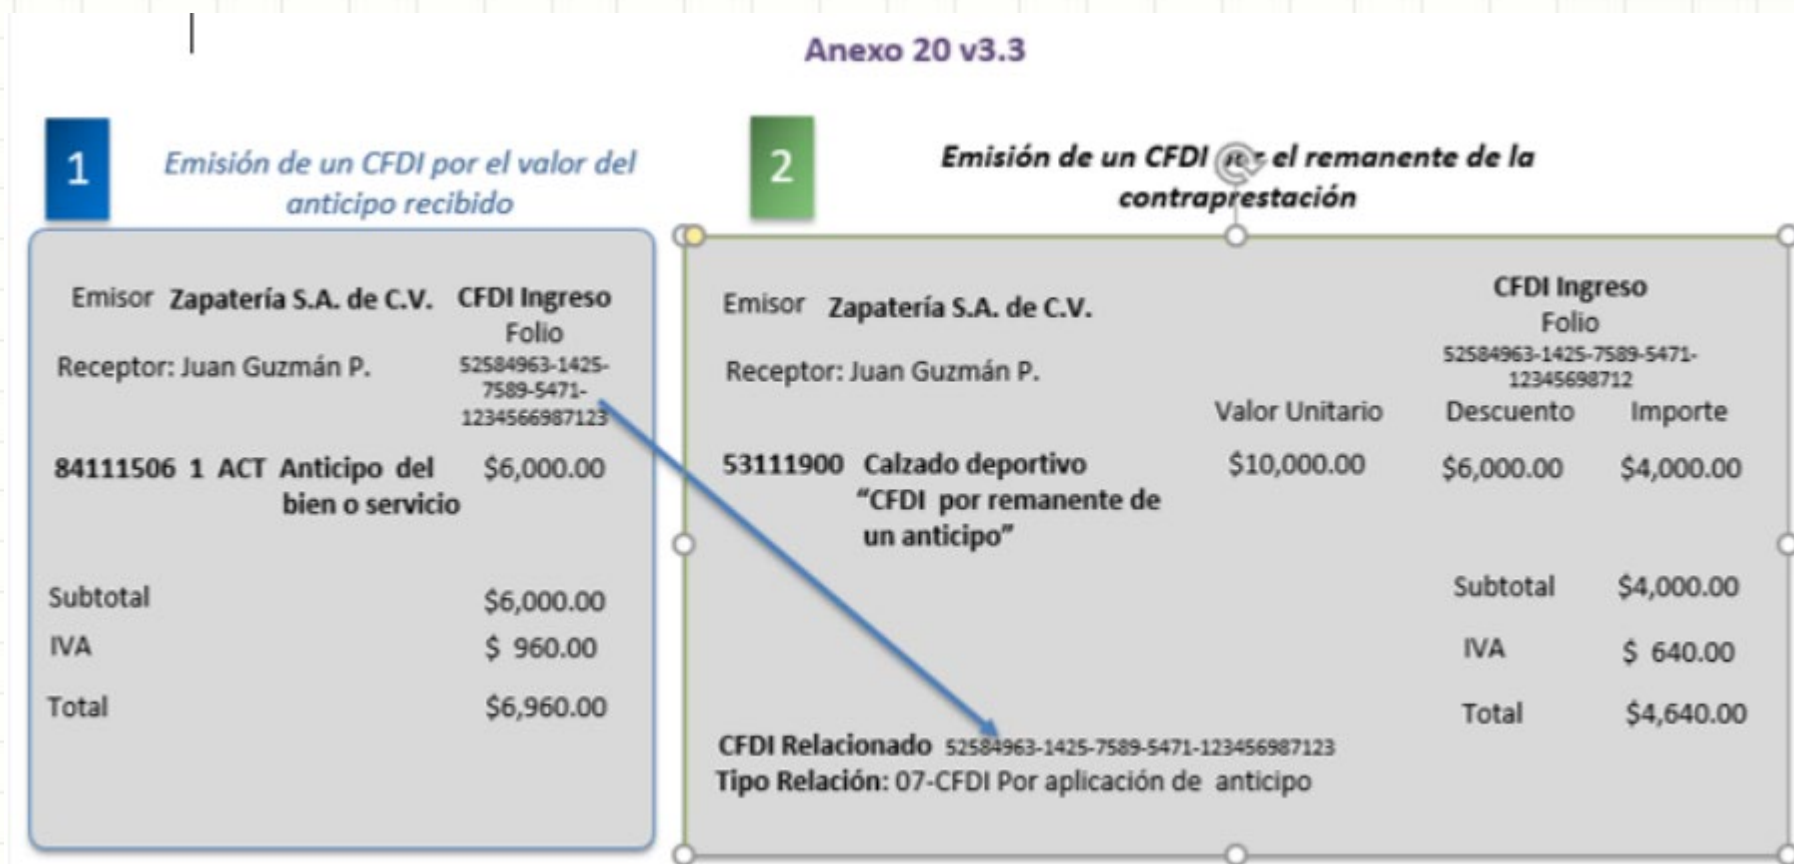 Anexo 20 v3.3
1
Emisión de un CFDI por el valor del
anticipo recibido
Emisor Zapatería S.A. de C.V. CFDI Ingreso
Folio
Receptor: Juan Guzmán P.
52584963-1425-
7589-5471-
1234566987123
84111506 1 ACT Anticipo del $6,000.00
bien o servicio
Subtotal $6,000.00
IVA $ 960.00
Total $6,960.00
2
Emisión de un CFDI el remanente de la
contraprestación
Emisor Zapatería S.A. de C.V.
CFDI Ingreso
Folio
52584963-1425-7589-5471-
12345698712
Receptor: Juan Guzmán P.
Valor Unitario Descuento Importe
53111900 Calzado deportivo $10,000.00 $6,000.00 $4,000.00
"CFDI por remanente de
un anticipo"
Subtotal $4,000.00
IVA $ 640.00
Total $4,640.00
CFDI Relacionado 52584963-1425-7589-5471-123456987123
Tipo Relación: 07-CFDI Por aplicación de anticipo